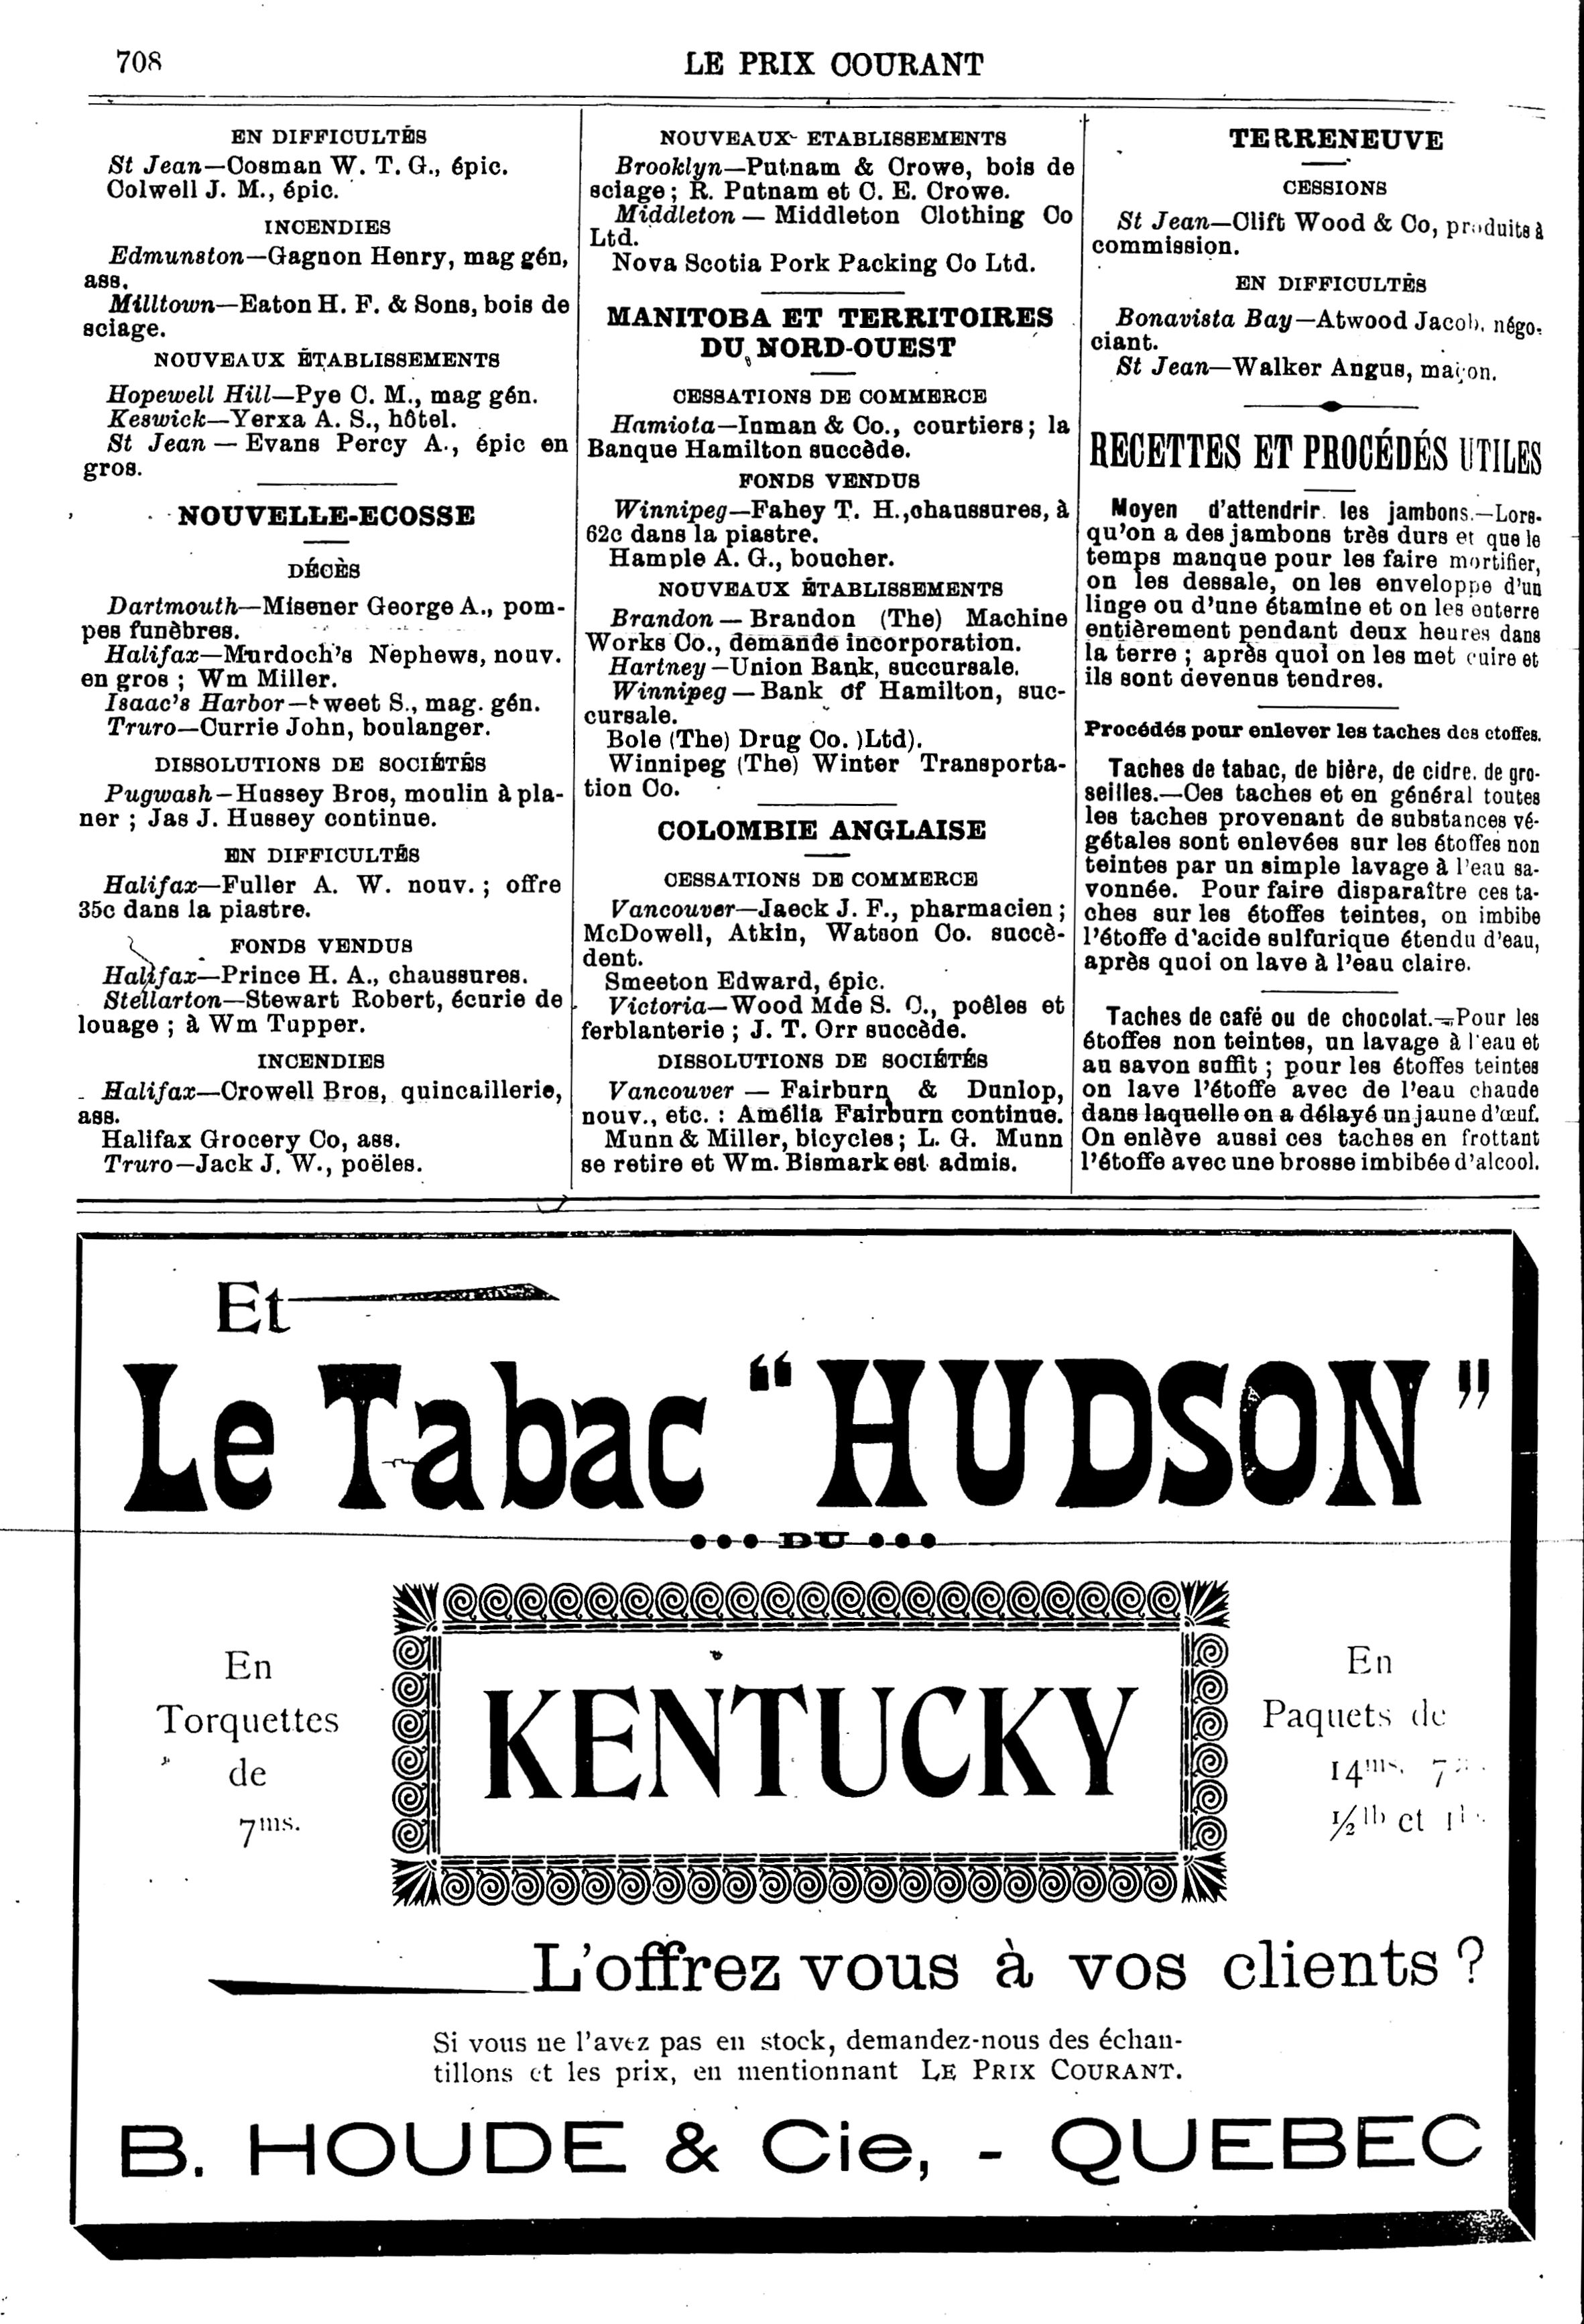 708
LE PRIX COURANT
EN DIFFICULTÉS
St Jean—Cosman W. T. G., épic.
Colwell J. M., épic.
INCENDIES
Edmunston—Gagnon Henry, mag gén,
ass.
Milltown—Eaton H. F. & Sons, bois de
sciage.
NOUVEAUX ÉTABLISSEMENTS
Hopewell Hill—Pye C. M., mag gén.
Keswick—Yerxa A. S., hôtel.
St Jean — Evans Percy A., épic en
gros.
NOUVELLE-ECOSSE
DÉCÈS
Dartmouth—Misener George A., pom-
pes funèbres.
Halifax—Murdoch's Nephews, nouv.
en gros ; Wm Miller.
Isaac's Harbor—Sweet S., mag. gén.
Truro—Currie John, boulanger.
DISSOLUTIONS DE SOCIÉTÉS
Pugwash—Hussey Bros, moulin à pla-
ner ; Jas J. Hussey continue.
EN DIFFICULTÉS
Halifax—Fuller A. W. nouv. ; offre
35c dans la piastre.
FONDS VENDUS
Halifax—Prince H. A., chaussures.
Stellarton—Stewart Robert, écurie de
louage ; à Wm Tupper.
INCENDIES
Halifax—Crowell Bros, quincaillerie,
ass.
Halifax Grocery Co, ass.
Truro—Jack J. W., poëles.
NOUVEAUX ETABLISSEMENTS
Brooklyn—Putnam & Crowe, bois de
sciage ; R. Putnam et C. E. Crowe.
Middleton — Middleton Clothing Co
Ltd.
Nova Scotia Pork Packing Co Ltd.
MANITOBA ET TERRITOIRES
DU NORD-OUEST
CESSATIONS DE COMMERCE
Hamiota—Inman & Co., courtiers ; la
Banque Hamilton succède.
FONDS VENDUS
Winnipeg—Fahey T. H.,chaussures, à
62c dans la piastre.
Hample A. G., boucher.
NOUVEAUX ÉTABLISSEMENTS
Brandon — Brandon (The) Machine
Works Co., demande incorporation.
Hartney—Union Bank, succursale.
Winnipeg — Bank of Hamilton, suc-
cursale.
Bole (The) Drug Co. )Ltd).
Winnipeg (The) Winter Transporta-
tion Co.
COLOMBIE ANGLAISE
CESSATIONS DE COMMERCE
Vancouver—Jaeck J. F., pharmacien ;
McDowell, Atkin, Watson Co. succè-
dent.
Smeeton Edward, épic.
Victoria—Wood Mde S. C., poêles et
ferblanterie ; J. T. Orr succède.
DISSOLUTIONS DE SOCIÉTÉS
Vancouver — Fairburn & Dunlop,
nouv., etc. : Amélia Fairburn continue.
Munn & Miller, bicycles ; L. G. Munn
se retire et Wm. Bismark est admis.
TERRENEUVE
CESSIONS
St Jean—Clift Wood & Co, produits à
commission.
EN DIFFICULTÉS
Bonavista Bay—Atwood Jacob, négo-
ciant.
St Jean—Walker Angus, maçon.
RECETTES ET PROCÉDÉS UTILES
Moyen d'attendrir les jambons.—Lors-
qu'on a des jambons très durs et que le
temps manque pour les faire mortifier,
on les dessale, on les enveloppe d'un
linge ou d'une étamine et on les enterre
entièrement pendant deux heures dans
la terre ; après quoi on les met cuire et
ils sont devenus tendres.
Procédés pour enlever les taches des etoffes.
Taches de tabac, de bière, de cidre, de gro-
seilles.—Ces taches et en général toutes
les taches provenant de substances vé-
gétales sont enlevées sur les étoffes non
teintes par un simple lavage à l'eau sa-
vonnée. Pour faire disparaître ces ta-
ches sur les étoffes teintes, on imbibe
l'étoffe d'acide sulfurique étendu d'eau,
après quoi on lave à l'eau claire.
Taches de café ou de chocolat.—Pour les
étoffes non teintes, un lavage à l'eau et
au savon suffit ; pour les étoffes teintes
on lave l'étoffe avec de l'eau chaude
dans laquelle on a délayé un jaune d'œuf.
On enlève aussi ces taches en frottant
l'étoffe avec une brosse imbibée d'alcool.
Et
Le Tabac "HUDSON"
DU
KENTUCKY
En
Torquettes
de
7ms.
En
Paquets de
14ms.
½lb et
L'offrez vous à vos clients ?
Si vous ne l'avez pas en stock, demandez-nous des échan-
tillons et les prix, en mentionnant LE PRIX COURANT.
B. HOUDE & Cie, - QUEBEC